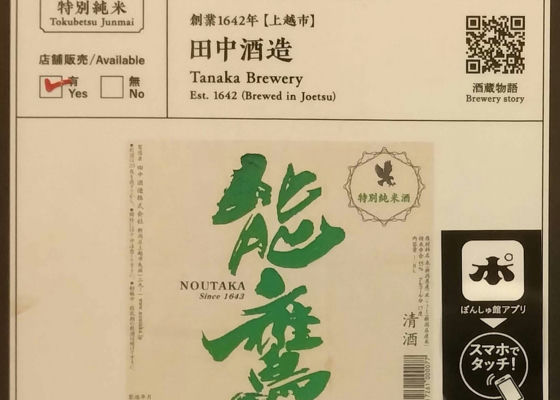 特別純米
Tokubetsu Junmai
店舗販売/Available
有
Yes
無
No
創業1642年【上越市】
田中酒造
Tanaka Brewery
Est. 1642 (Brewed in Joetsu)
酒蔵物語
Brewery story
能鷹
NOUTAKA
Since 1643
特別純米酒
清酒
ぽ
ぽんしゅ館アプリ
スマホで
タッチ!